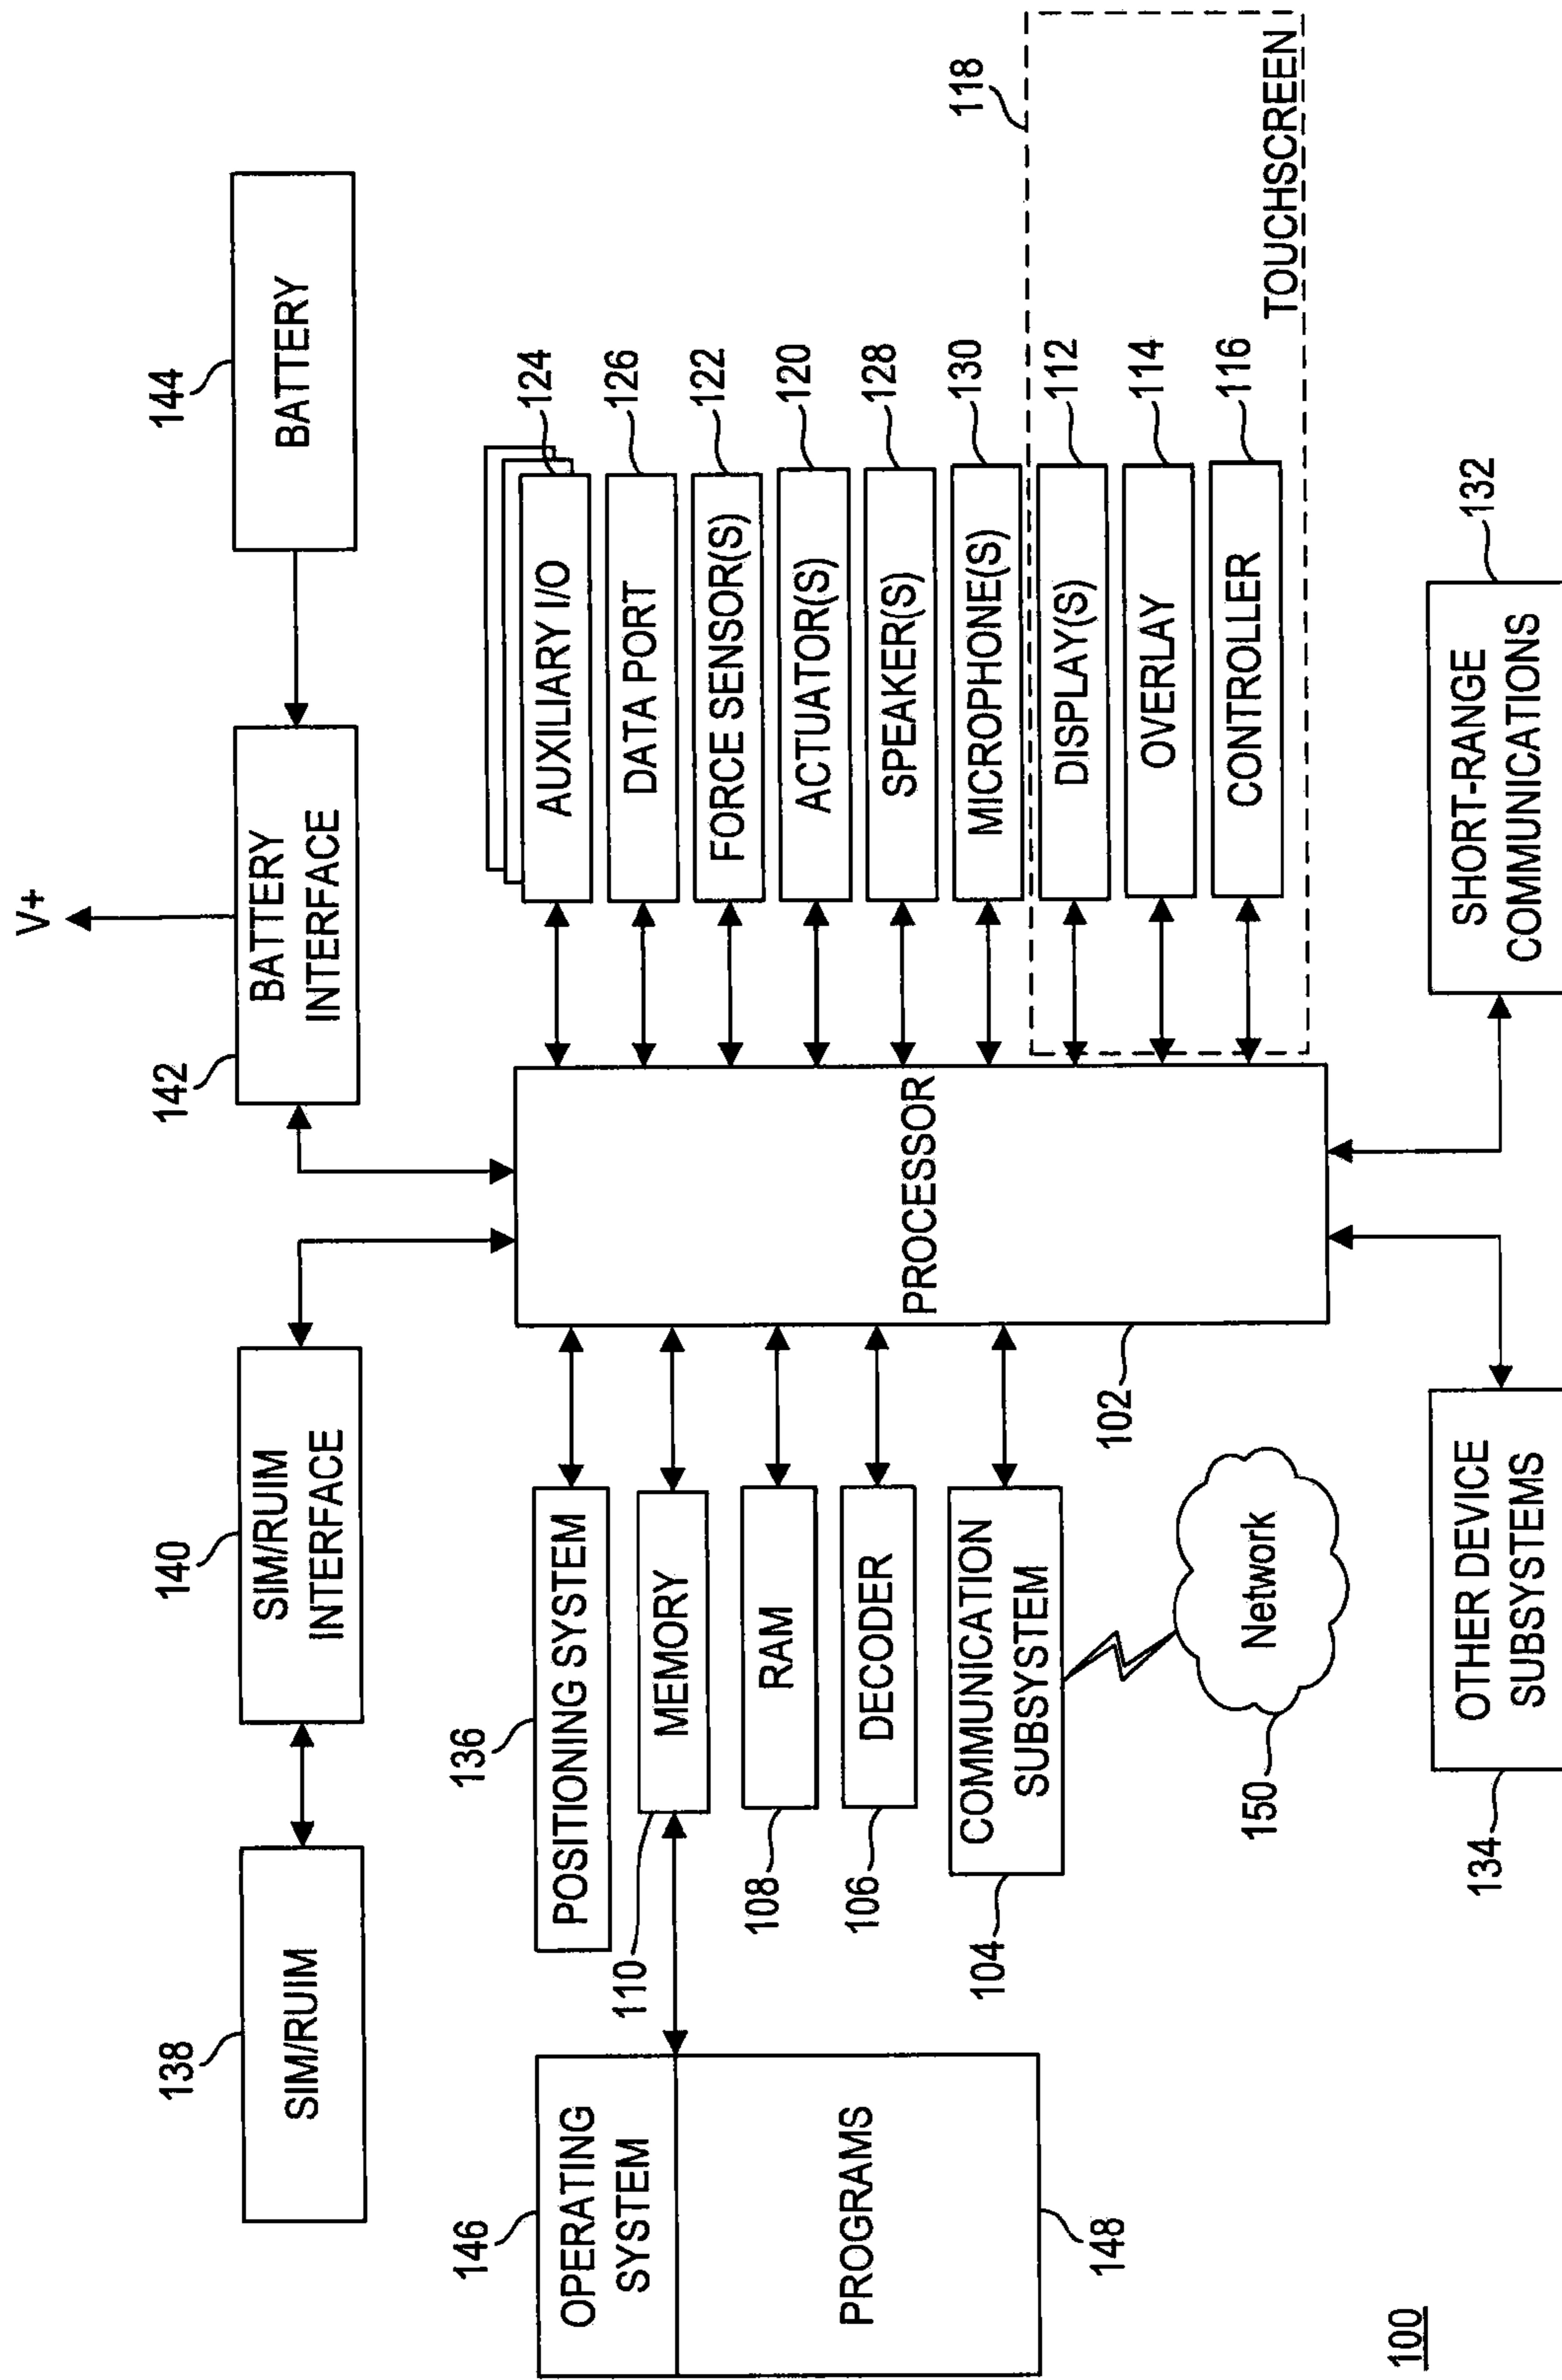 V+
138
SIM/RUIM
140
SIM/RUIM
INTERFACE
142
BATTERY
INTERFACE
144
BATTERY
146
OPERATING
SYSTEM
PROGRAMS
148
136
POSITIONING SYSTEM
110
MEMORY
108
RAM
106
DECODER
104
COMMUNICATION
SUBSYSTEM
Network
150
102
PROCESSOR
AUXILIARY I/O
124
DATA PORT
126
FORCE SENSOR(S)
122
ACTUATOR(S)
120
SPEAKER(S)
128
MICROPHONE(S)
130
118
DISPLAY(S)
112
OVERLAY
114
CONTROLLER
116
TOUCHSCREEN
134
OTHER DEVICE
SUBSYSTEMS
SHORT-RANGE
COMMUNICATIONS
132
100